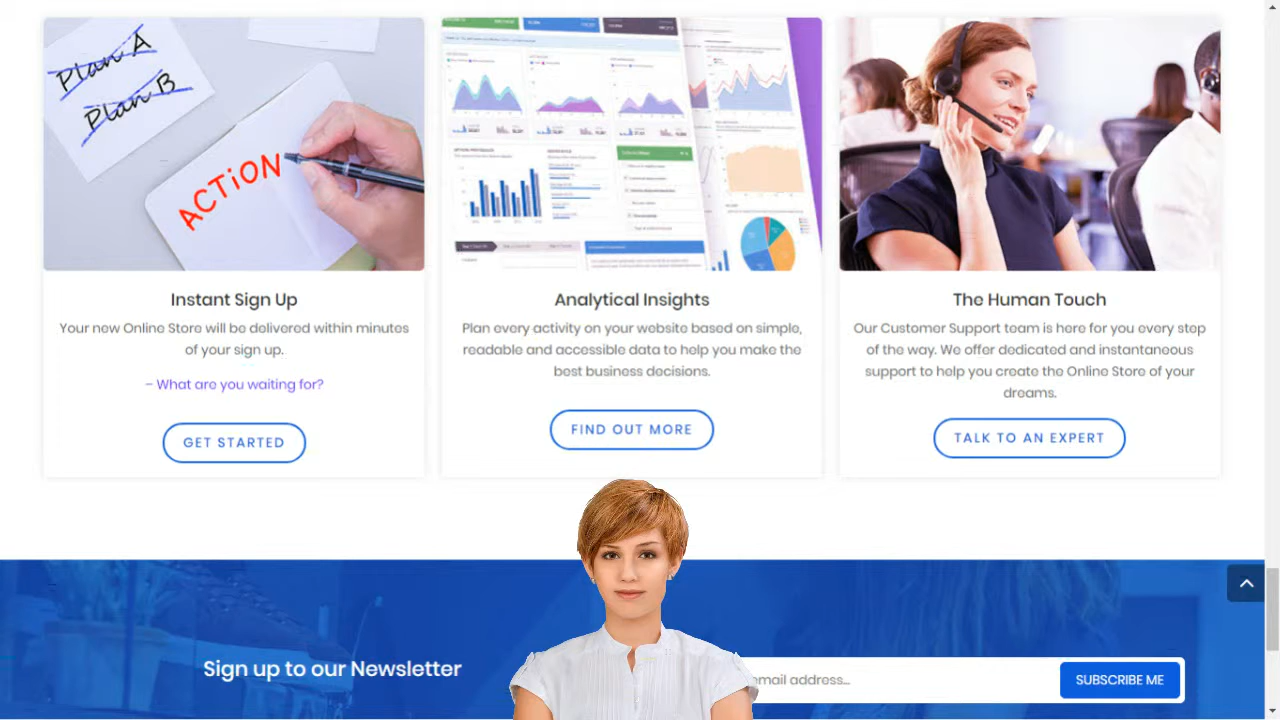 Plan A
Plan B
ACTION
Instant Sign Up
Your new Online Store will be delivered within minutes
of your sign up.
– What are you waiting for?
GET STARTED
Analytical Insights
Plan every activity on your website based on simple,
readable and accessible data to help you make the
best business decisions.
FIND OUT MORE
The Human Touch
Our Customer Support team is here for you every step
of the way. We offer dedicated and instantaneous
support to help you create the Online Store of your
dreams.
TALK TO AN EXPERT
Sign up to our Newsletter
address...
SUBSCRIBE ME